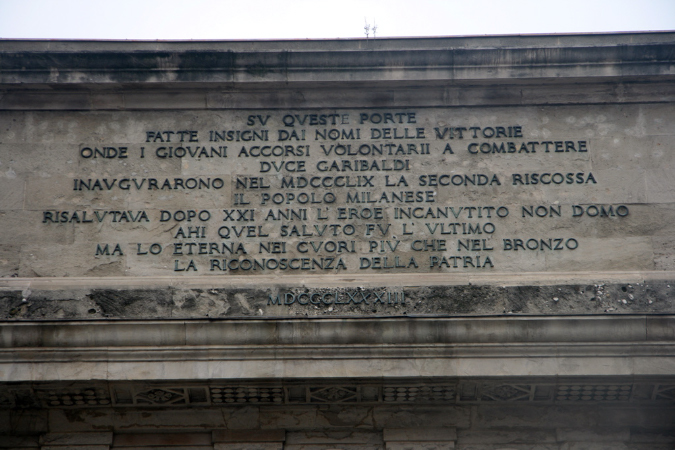 SV QVESTE PORTE
FATTE INSIGNI DAI NOMI DELLE VITTORIE
ONDE I GIOVANI ACCORSI VOLONTARII A COMBATTERE
DVCE GARIBALDI
INAVGVRARONO NEL MDCCCLIX LA SECONDA RISCOSSA
IL POPOLO MILANESE
RISALVTAVA DOPO XXI ANNI L'EROE INCANVTITO NON DOMO
AHI QVEL SALVTO FV L'VLTIMO
MA LO ETERNA NEI CVORI PIÙ CHE NEL BRONZO
LA RICONOSCENZA DELLA PATRIA
MDCCCLXXXIII